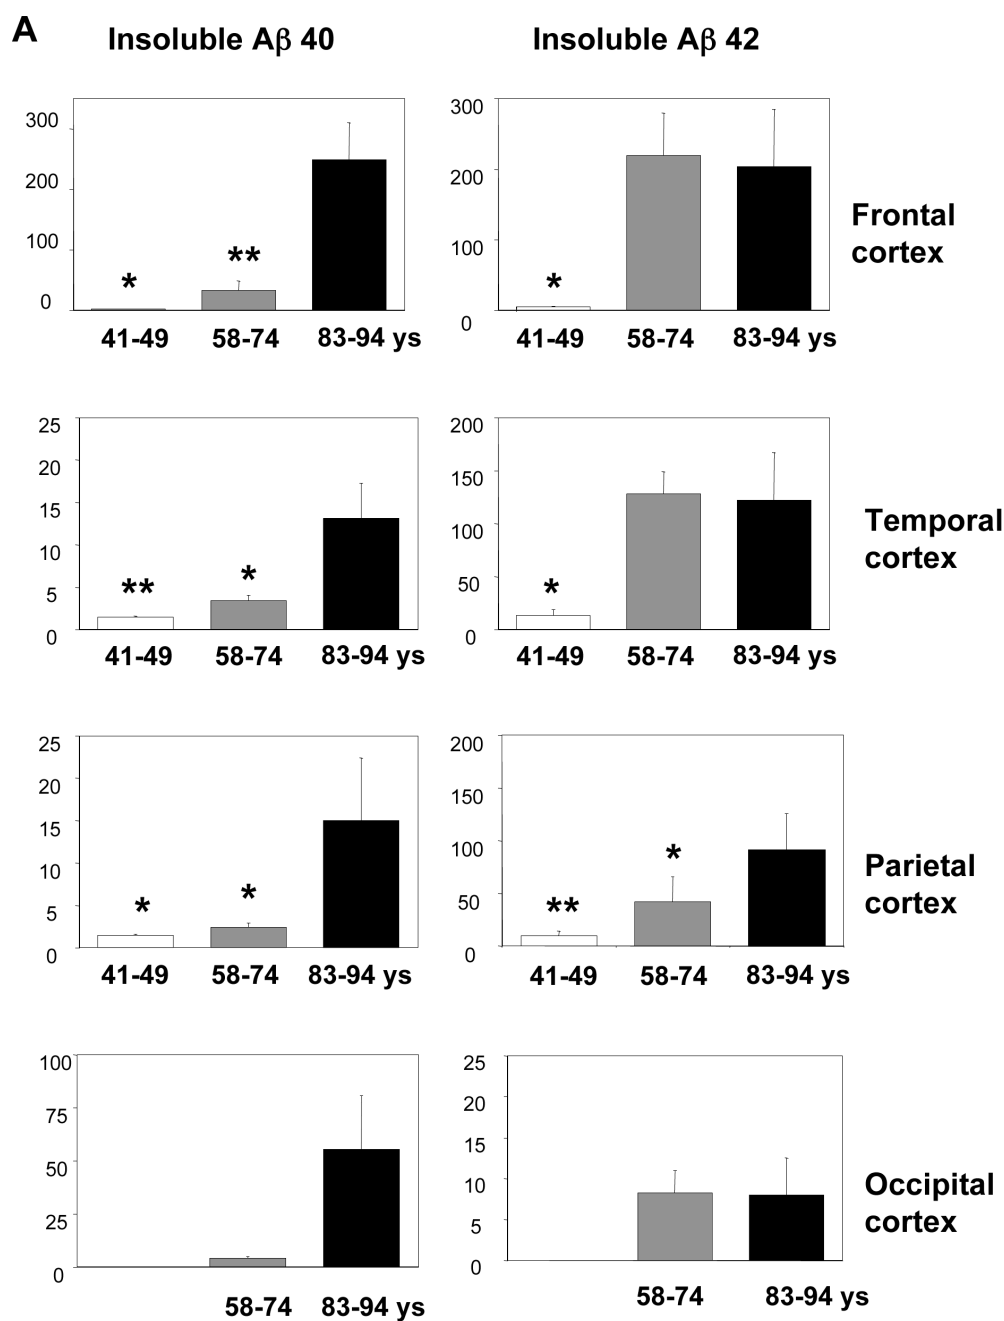 A
Insoluble Aβ 40
Insoluble Aβ 42
300
200
100
0
*
**
41-49 58-74 83-94 ys
300
200
100
0
*
41-49 58-74 83-94 ys
Frontal
cortex
25
20
15
10
5
0
**
*
41-49 58-74 83-94 ys
200
150
100
50
0
*
41-49 58-74 83-94 ys
Temporal
cortex
25
20
15
10
5
0
*
*
41-49 58-74 83-94 ys
200
150
100
50
0
**
*
41-49 58-74 83-94 ys
Parietal
cortex
100
75
50
25
0
58-74 83-94 ys
25
20
15
10
5
0
58-74 83-94 ys
Occipital
cortex